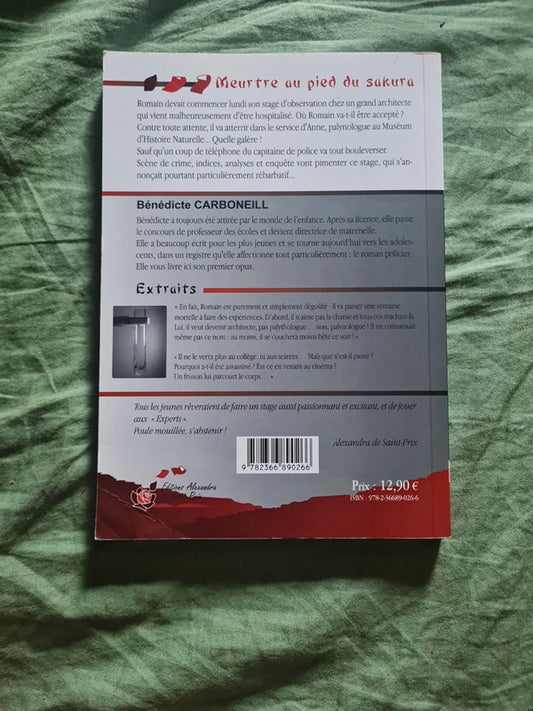 Meurtre au pied du sakura
Romain devait commencer lundi son stage d'observation chez un grand architecte
qui vient malheureusement d'être hospitalisé. Où Romain va-t-il être accepté ?
Contre toute attente, il va atterrir dans le service d'Anne, palynologue au Muséum
d'Histoire Naturelle... Quelle galère !
Sauf qu'un coup de téléphone du capitaine de police va tout bouleverser.
Scène de crime, indices, analyses et enquête vont pimenter ce stage, qui s'an-
nonçait pourtant particulièrement rébarbatif...
Bénédicte CARBONEILL
Bénédicte a toujours été attirée par le monde de l'enfance. Après sa licence, elle passe
le concours de professeur des écoles et devient directrice de maternelle.
Elle a beaucoup écrit pour les plus jeunes et se tourne aujourd'hui vers les adoles-
cents, dans un registre qu'elle affectionne tout particulièrement : le roman policier.
Elle vous livre ici son premier opus.
Extraits
« En fait, Romain est purement et simplement dégoûté : il va passer une semaine
mortelle à faire des expériences. D'abord, il n'aime pas la chimie et tous ces machins-là.
Lui, il veut devenir architecte, pas palythologue... non, palynologue ! Il ne connaissait
même pas ce nom : au moins, il se couchera moins bête ce soir ! »
« Il ne le verra plus au collège, ni aux soirées... Mais que s'est-il passé ?
Pourquoi a-t-il été assassiné ? Est-ce en venant au cinéma ?
Un frisson lui parcourt le corps... »
Tous les jeunes rêveraient de faire un stage aussi passionnant et excitant, et de jouer
aux « Experts ».
Poule mouillée, s'abstenir !
Alexandra de Saint-Prix
9 782366 890266
Éditions Alexandra
Prix : 12,90 €
ISBN : 978-2-36689-026-6